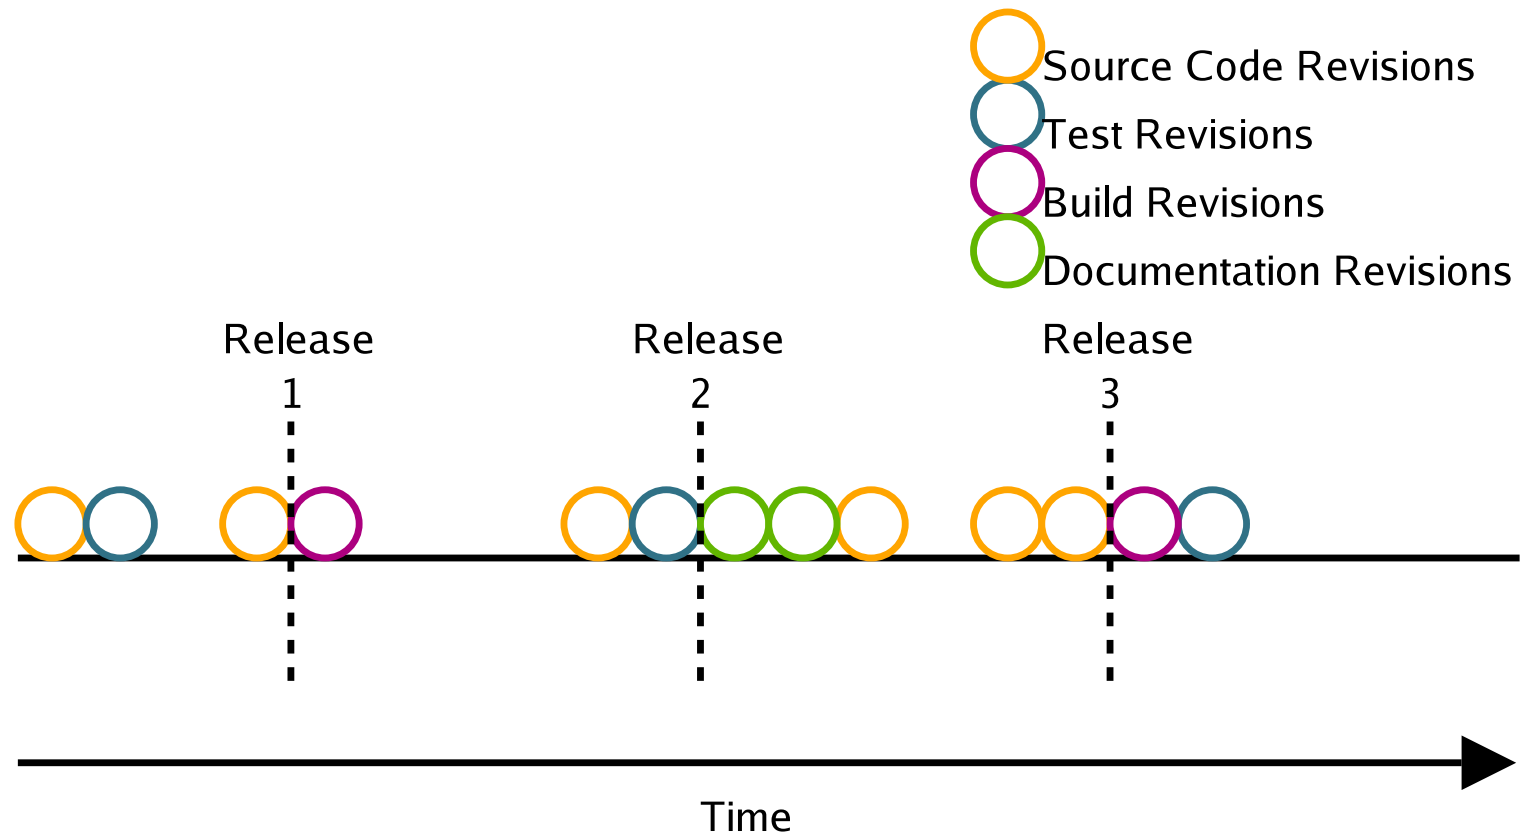 Source Code Revisions
Test Revisions
Build Revisions
Documentation Revisions
Release
1
Release
2
Release
3
Time